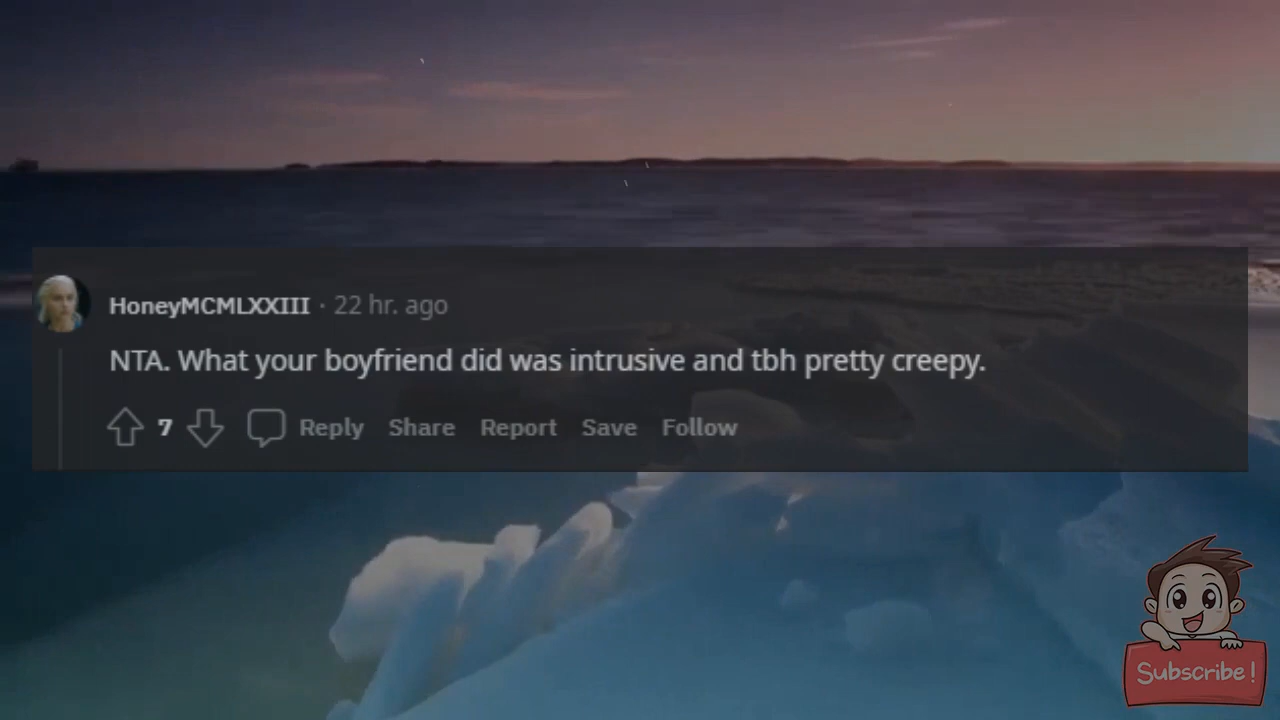 HoneyMCMLXXIII · 22 hr. ago
NTA. What your boyfriend did was intrusive and tbh pretty creepy.
7 Reply Share Report Save Follow
Subscribe!